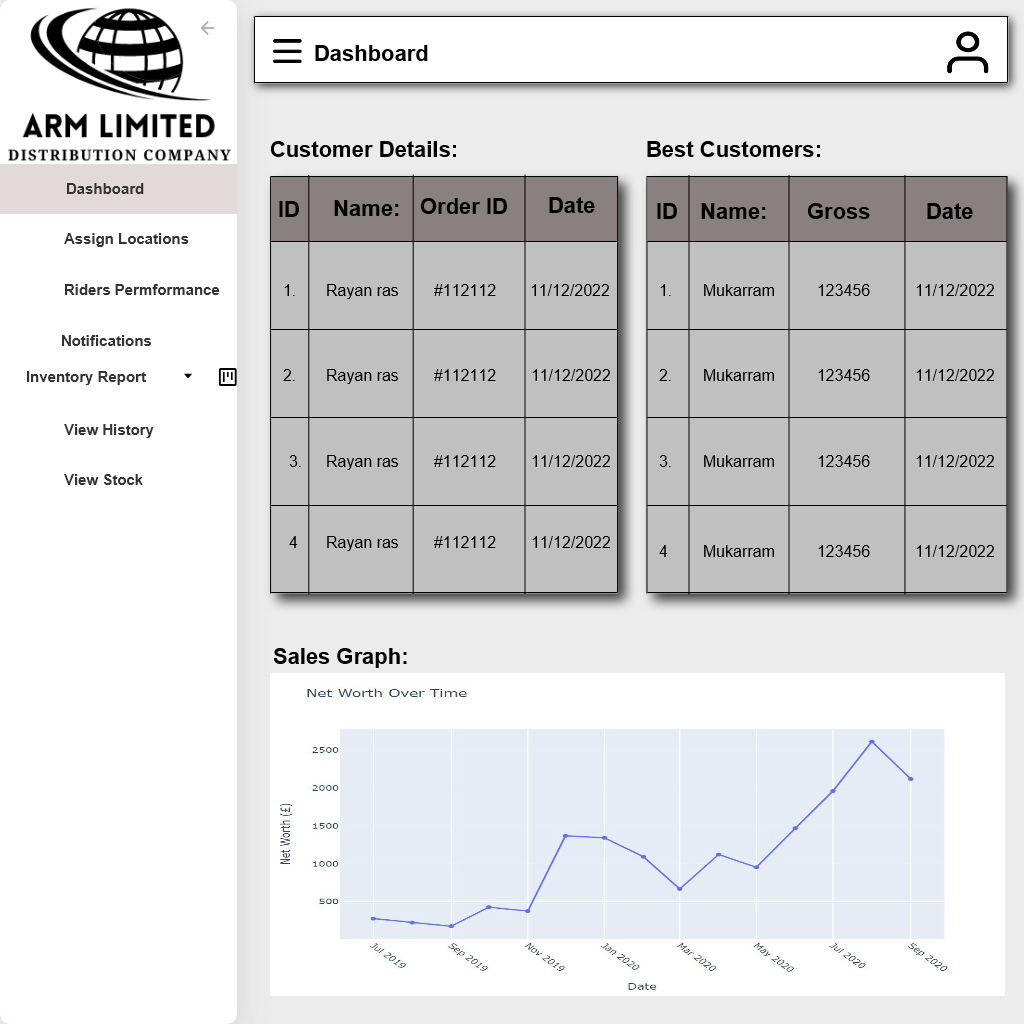 ARM LIMITED
DISTRIBUTION COMPANY
Dashboard
Assign Locations
Riders Permformance
Notifications
Inventory Report
View History
View Stock
Dashboard
Customer Details:
ID Name: Order ID Date
1. Rayan ras #112112 11/12/2022
2. Rayan ras #112112 11/12/2022
3. Rayan ras #112112 11/12/2022
4 Rayan ras #112112 11/12/2022
Best Customers:
ID Name: Gross Date
1. Mukarram 123456 11/12/2022
2. Mukarram 123456 11/12/2022
3. Mukarram 123456 11/12/2022
4 Mukarram 123456 11/12/2022
Sales Graph:
Net Worth Over Time
Net Worth (£)
2500
2000
1500
1000
500
Jul 2019 Sep 2019 Nov 2019 Jan 2020 Mar 2020 May 2020 Jul 2020 Sep 2020
Date